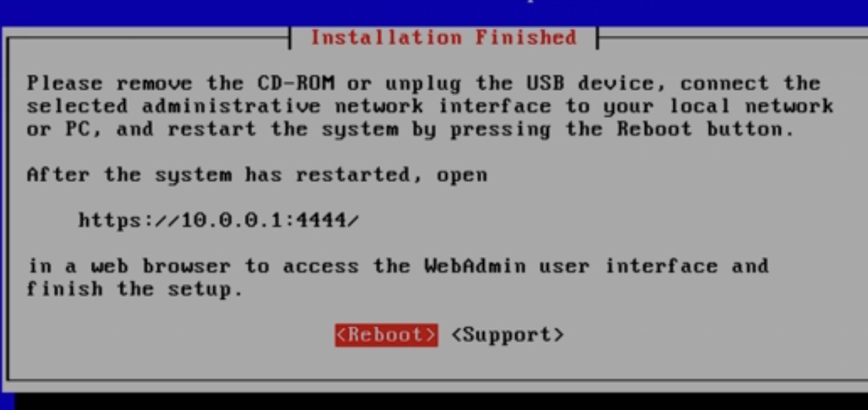 Installation Finished
Please remove the CD-ROM or unplug the USB device, connect the
selected administrative network interface to your local network
or PC, and restart the system by pressing the Reboot button.
After the system has restarted, open
https://10.0.0.1:4444/
in a web browser to access the WebAdmin user interface and
finish the setup.
<Reboot> <Support>